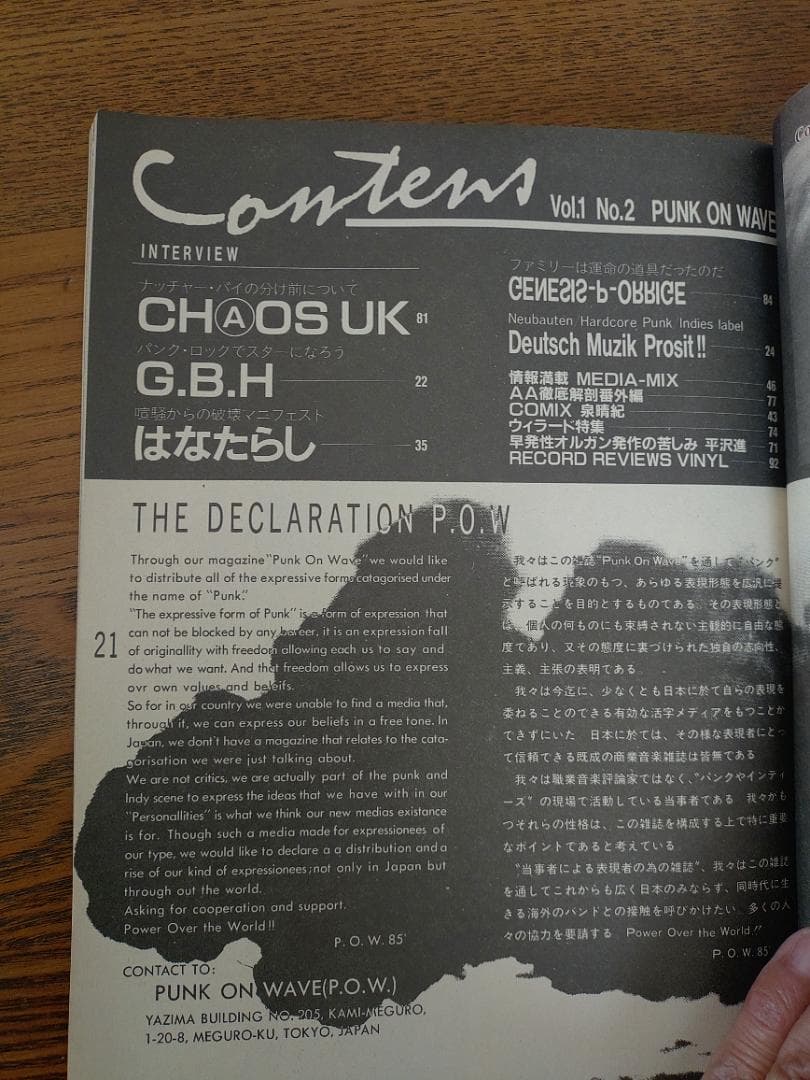 Contens
Vol.1 No.2 PUNK ON WAVE
INTERVIEW
ナッチャー・バイの分け前について
CHAOS UK 81
パンク・ロックでスターになろう
G.B.H 22
喧騒からの破壊マニフェスト
はなたらし 35
ファミリーは運命の道具だったのだ
GENESIS-P-ORRIGE 84
Neubauten/Hardcore Punk/Indies label
Deutsch Muzik Prosit!! 24
情報満載 MEDIA-MIX 46
AA徹底解剖番外編 77
COMIX 泉晴紀 43
ウィラード特集 74
早発性オルガン発作の苦しみ 平沢進 71
RECORD REVIEWS VINYL 92
THE DECLARATION P.O.W
Through our magazine "Punk On Wave" we would like
to distribute all of the expressive forms catagorised under
the name of "Punk."
"The expressive form of Punk" is a form of expression that
can not be blocked by any bareer, it is an expression fall
of originallity with freedom allowing each us to say and
do what we want. And that freedom allows us to express
ovr own values and beleifs.
So for in our country we were unable to find a media that,
through it, we can express our beliefs in a free tone. In
Japan, we dont't have a magazine that relates to the cata-
gorisation we were just talking about.
We are not critics, we are actually part of the punk and
Indy scene to express the ideas that we have with in our
"Personallities" is what we think our new medias existance
is for. Though such a media made for expressionees of
our type, we would like to declare a a distribution and a
rise of our kind of expressionees;not only in Japan but
through out the world.
Asking for cooperation and support.
Power Over the World!!
P.O.W. 85'
21
我々はこの雑誌"Punk On Wave"を通して"パンク"
と呼ばれる現象のもつ、あらゆる表現形態を広汎に提
示することを目的とするものである その表現形態と
は、個人の何ものにも束縛されない主観的に自由な態
度であり、又その態度に裏づけられた独自の志向性、
主義、主張の表明である
我々は今迄に、少なくとも日本に於て自らの表現を
委ねることのできる有効な活字メディアをもつことが
できずにいた 日本に於ては、その様な表現者にとっ
て信頼できる既成の商業音楽雑誌は皆無である
我々は職業音楽評論家ではなく、"パンクやインディ
ーズ"の現場で活動している当事者である 我々がも
つそれらの性格は、この雑誌を構成する上で特に重要
なポイントであると考えている
"当事者による表現者の為の雑誌"、我々はこの雑誌
を通してこれからも広く日本のみならず、同時代に生
きる海外のバンドとの接触を呼びかけたい 多くの人
々の協力を要請する Power Over the World!!
P.O.W. 85'
CONTACT TO:
PUNK ON WAVE(P.O.W.)
YAZIMA BUILDING NO. 205, KAMI-MEGURO,
1-20-8, MEGURO-KU, TOKYO, JAPAN